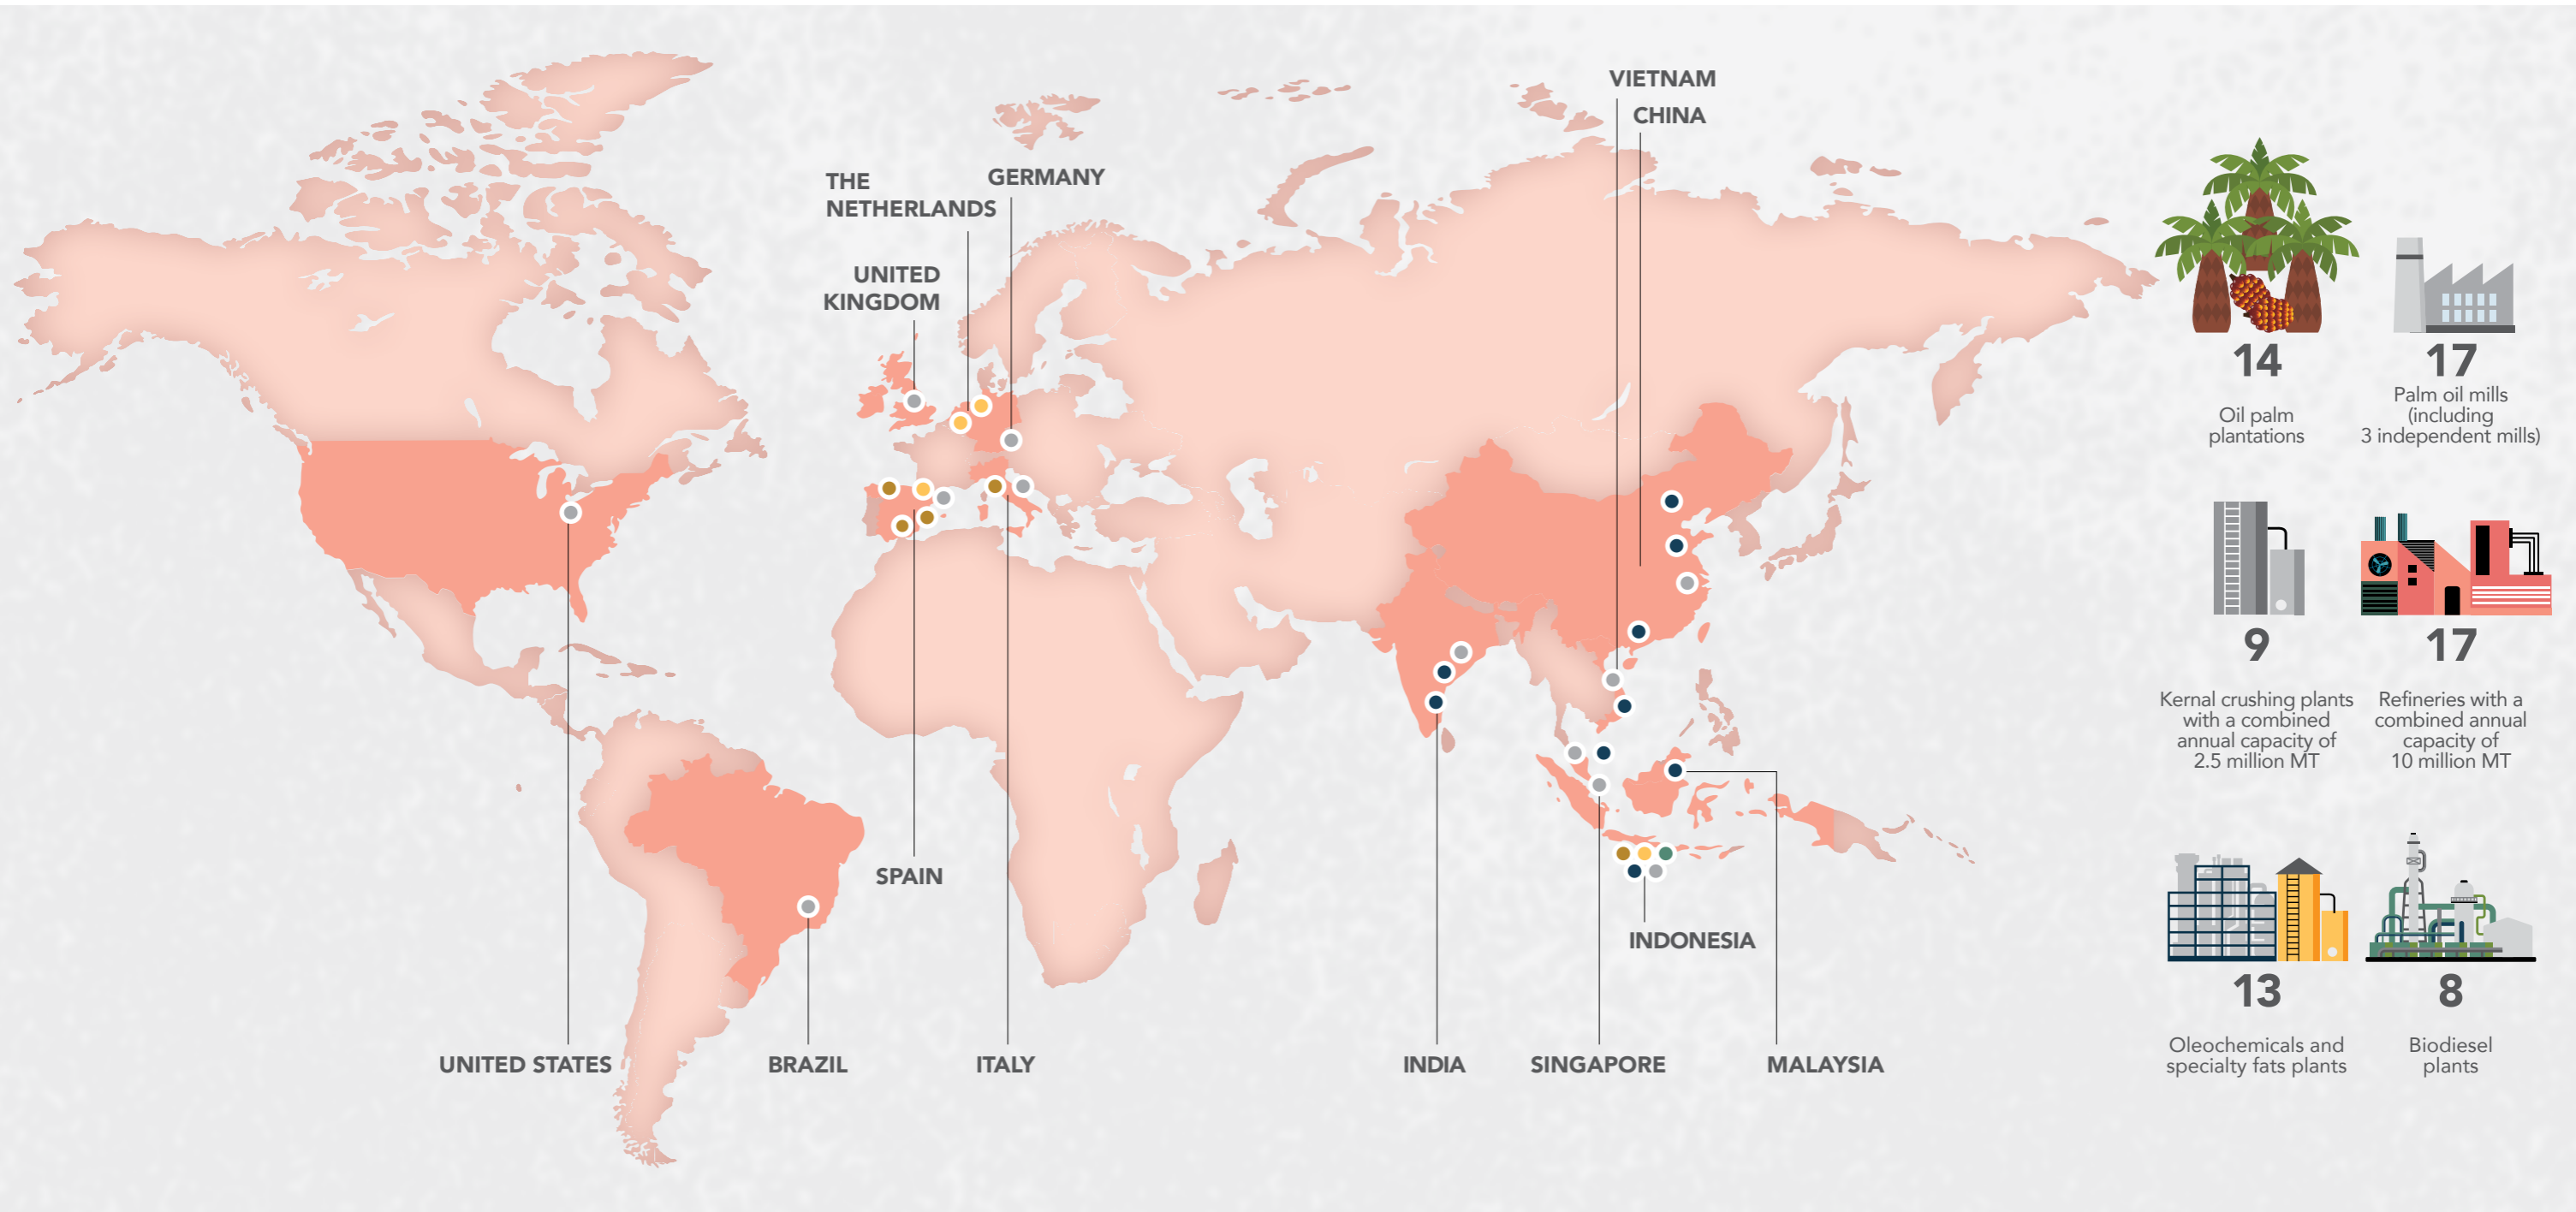 VIETNAM
CHINA
THE
NETHERLANDS
GERMANY
UNITED
KINGDOM
SPAIN
INDONESIA
UNITED STATES
BRAZIL
ITALY
INDIA
SINGAPORE
MALAYSIA
14
Oil palm
plantations
17
Palm oil mills
(including
3 independent mills)
9
Kernal crushing plants
with a combined
annual capacity of
2.5 million MT
17
Refineries with a
combined annual
capacity of
10 million MT
13
Oleochemicals and
specialty fats plants
8
Biodiesel
plants